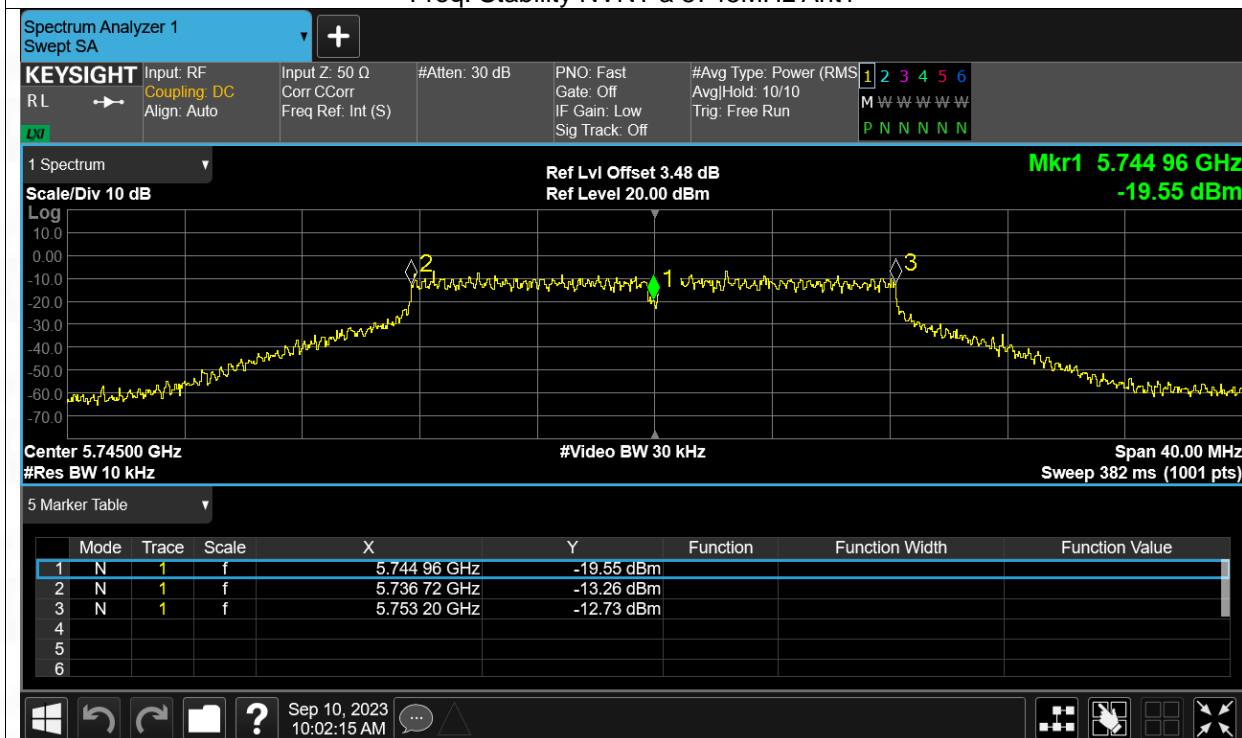 Spectrum Analyzer 1
Swept SA
+
KEYSIGHT Input: RF Input Z: 50 Ω #Atten: 30 dB PNO: Fast #Avg Type: Power (RMS 1 2 3 4 5 6
RL Coupling: DC Corr CCorr Gate: Off Avg|Hold: 10/10 M W W W W W
Align: Auto Freq Ref: Int (S) IF Gain: Low Trig: Free Run
LXI Sig Track: Off P N N N N N
1 Spectrum Ref Lvl Offset 3.48 dB Mkr1 5.744 96 GHz
Scale/Div 10 dB Ref Level 20.00 dBm -19.55 dBm
Log
10.0
0.00
-10.0
-20.0
-30.0
-40.0
-50.0
-60.0
-70.0
2
1
3
Center 5.74500 GHz #Video BW 30 kHz Span 40.00 MHz
#Res BW 10 kHz Sweep 382 ms (1001 pts)
5 Marker Table
Mode Trace Scale X Y Function Function Width Function Value
1 N 1 f 5.744 96 GHz -19.55 dBm
2 N 1 f 5.736 72 GHz -13.26 dBm
3 N 1 f 5.753 20 GHz -12.73 dBm
4
5
6
? Sep 10, 2023
10:02:15 AM